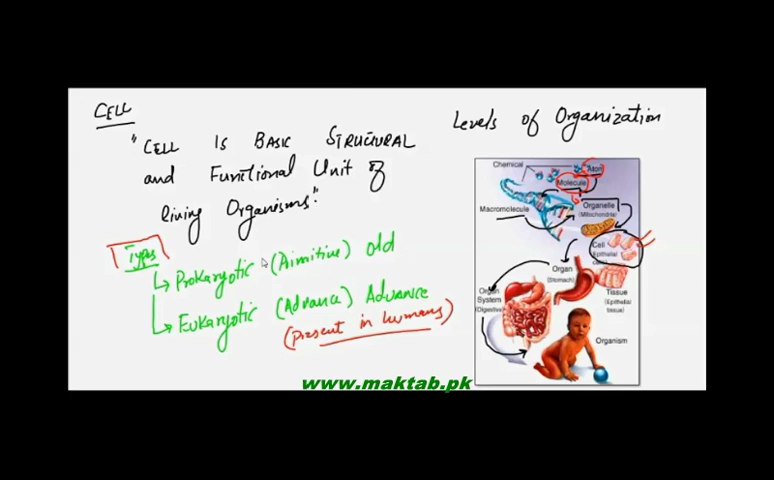 CELL
"CELL IS BASIC STRUCTURAL
and Functional Unit of
living Organisms"
Types
Prokaryotic (Primitive) old
Eukaryotic (Advance) Advance
(Present in humans)
www.maktab.pk
Levels of Organization
Chemical
Atom
Molecule
Macromolecule
Organelle
(Mitochondria)
Cell
Epithelial
Organ
(Stomach)
Tissue
(Epithelial
tissue)
Organ
System
(Digestive)
Organism